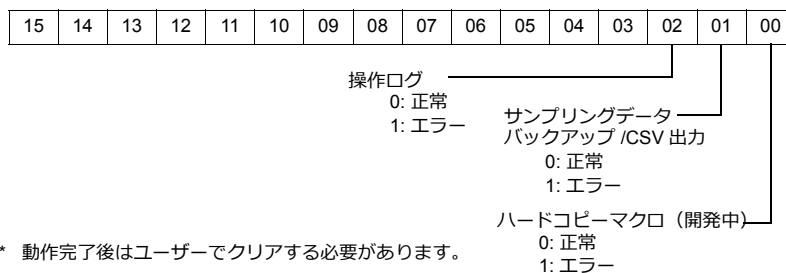 15 14 13 12 11 10 09 08 07 06 05 04 03 02 01 00
操作ログ
0: 正常
1: エラー
サンプリングデータ
バックアップ /CSV 出力
0: 正常
1: エラー
ハードコピーマクロ（開発中）
0: 正常
1: エラー
* 動作完了後はユーザーでクリアする必要があります。